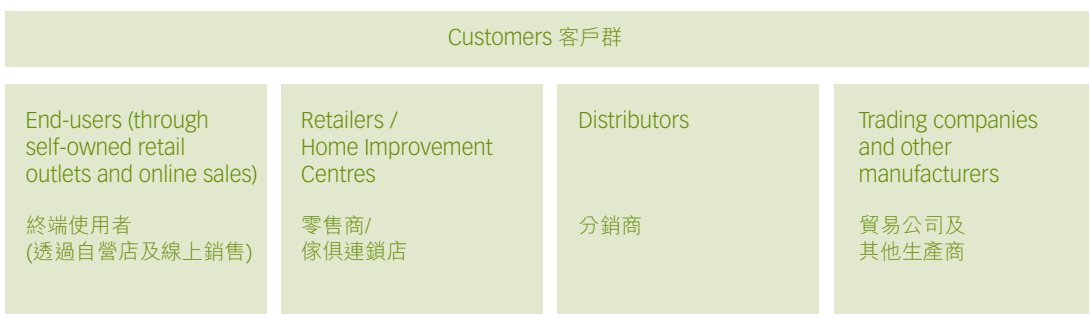 Customers 客戶群
End-users (through
self-owned retail
outlets and online sales)
終端使用者
(透過自營店及線上銷售)
Retailers /
Home Improvement
Centres
零售商/
傢俱連鎖店
Distributors
分銷商
Trading companies
and other
manufacturers
貿易公司及
其他生產商